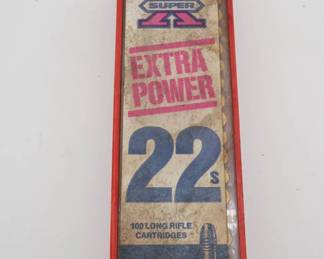 SUPER
X
EXTRA
POWER
22s
100 LONG RIFLE
CARTRIDGES